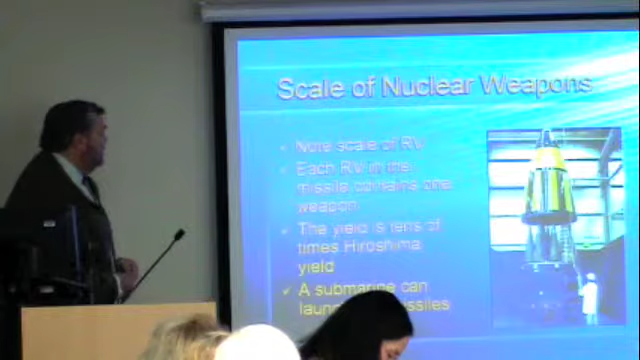 Scale of Nuclear Weapons
Note scale of RV
Each RV in the
missile contains one
weapon
The yield is tens of
times Hiroshima
yield
A submarine can